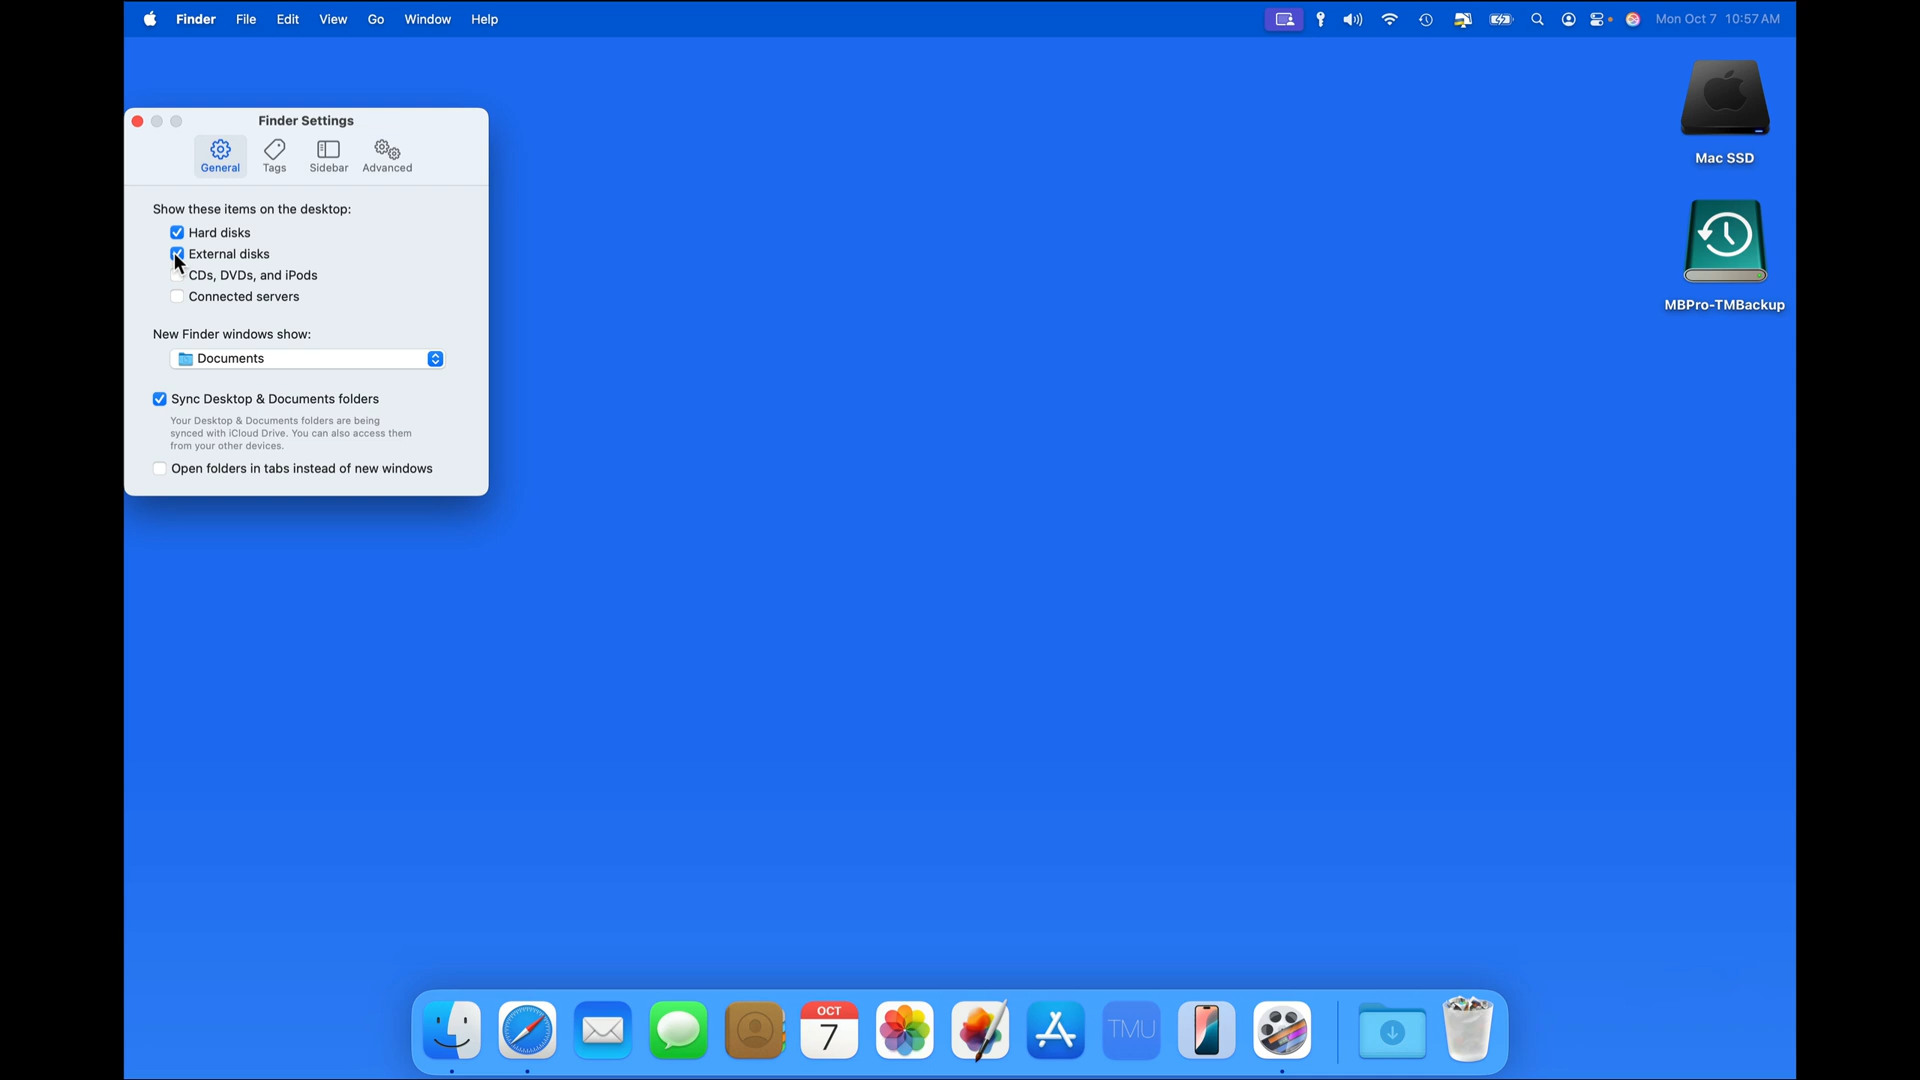 Finder File Edit View Go Window Help Mon Oct 7 10:57 AM
Mac SSD
MBPro-TMBackup
Finder Settings
General Tags Sidebar Advanced
Show these items on the desktop:
Hard disks
External disks
CDs, DVDs, and iPods
Connected servers
New Finder windows show:
Documents
Sync Desktop & Documents folders
Your Desktop & Documents folders are being
synced with iCloud Drive. You can also access them
from your other devices.
Open folders in tabs instead of new windows
OCT
7
TMU